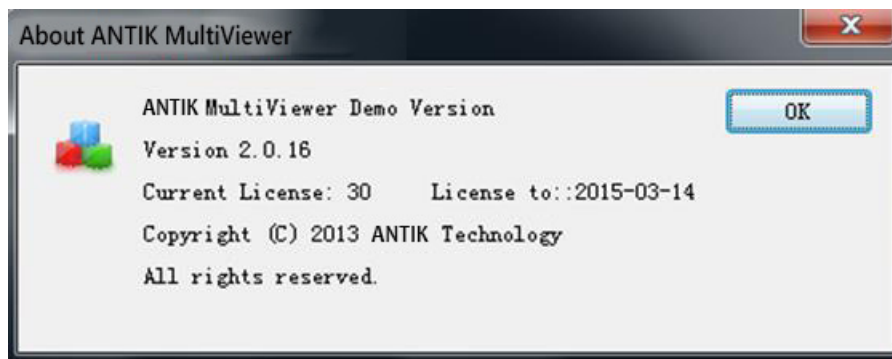 About ANTIK MultiViewer
ANTIK MultiViewer Demo Version
OK
Version 2.0.16
Current License: 30 License to::2015-03-14
Copyright (C) 2013 ANTIK Technology
All rights reserved.